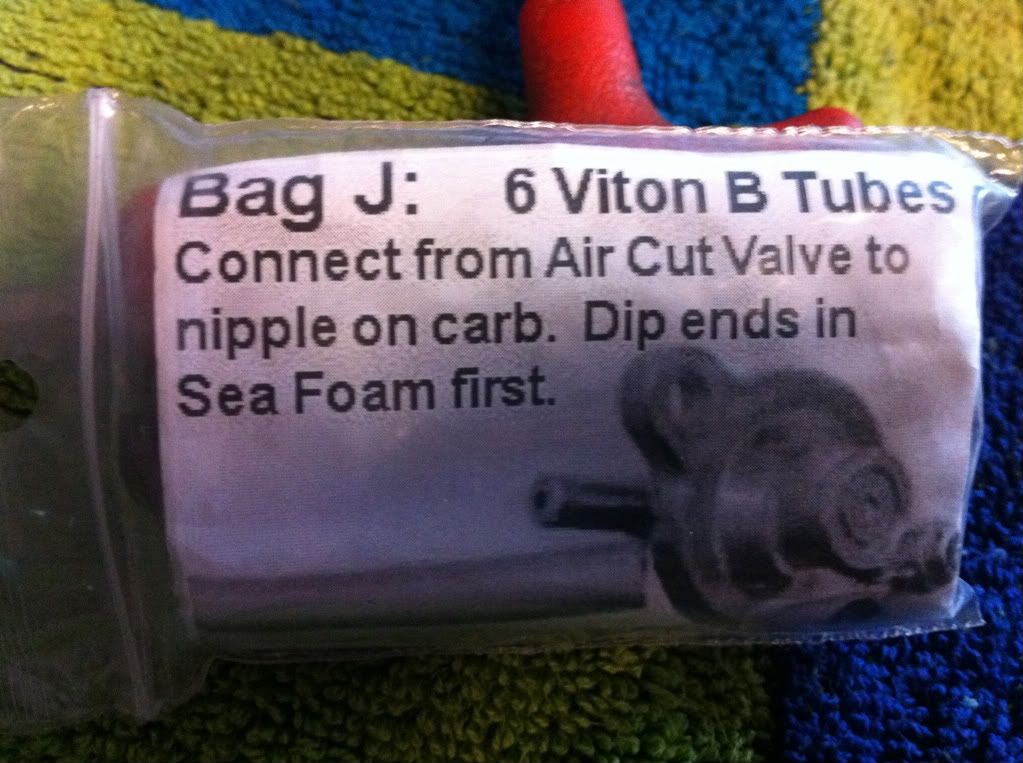 Bag J: 6 Viton B Tubes
Connect from Air Cut Valve to
nipple on carb. Dip ends in
Sea Foam first.